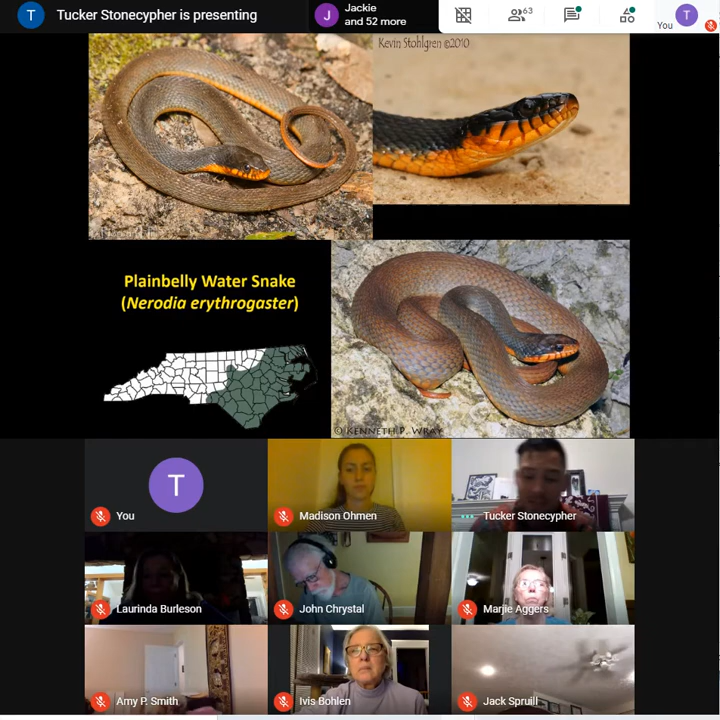 T
Tucker Stonecypher is presenting
J
Jackie
and 52 more
63
You
T
Kevin Stohlgren ©2010
Plainbelly Water Snake
(Nerodia erythrogaster)
© KENNETH P. WRAY
T
You
Madison Ohmen
Tucker Stonecypher
Laurinda Burleson
John Chrystal
Marjie Aggers
Amy P. Smith
Ivis Bohlen
Jack Spruill